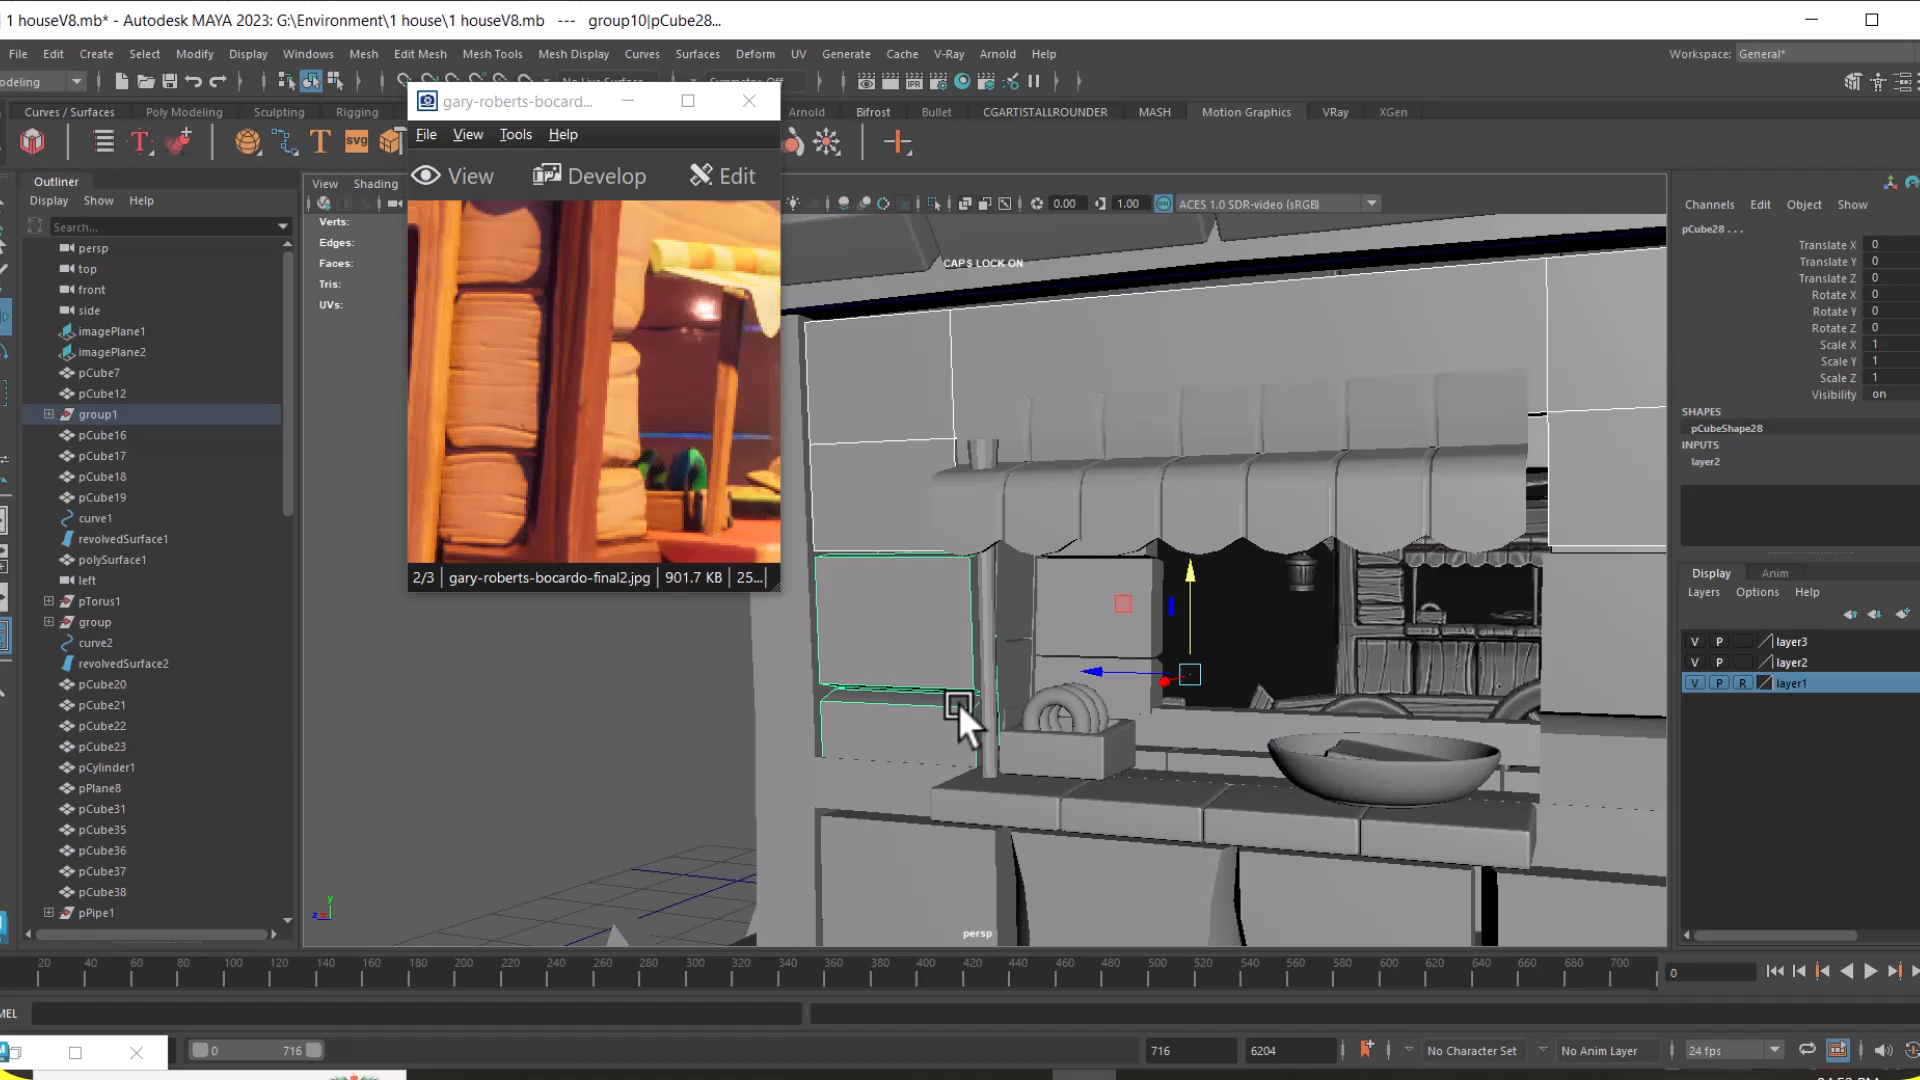 1 houseV8.mb* - Autodesk MAYA 2023: G:\Environment\1 house\1 houseV8.mb --- group10|pCube28...
File Edit Create Select Modify Display Windows Mesh Edit Mesh Mesh Tools Mesh Display Curves Surfaces Deform UV Generate Cache V-Ray Arnold Help Workspace: General*
odeling No Live Surface Symmetry: Off
Curves / Surfaces Poly Modeling Sculpting Rigging Arnold Bifrost Bullet CGARTISTALLROUNDER MASH Motion Graphics VRay XGen
gary-roberts-bocard...
File View Tools Help
View Develop Edit
2/3 gary-roberts-bocardo-final2.jpg 901.7 KB 25...
Outliner
Display Show Help
Search...
persp
top
front
side
imagePlane1
imagePlane2
pCube7
pCube12
group1
pCube16
pCube17
pCube18
pCube19
curve1
revolvedSurface1
polySurface1
left
pTorus1
group
curve2
revolvedSurface2
pCube20
pCube21
pCube22
pCube23
pCylinder1
pPlane8
pCube31
pCube35
pCube36
pCube37
pCube38
pPipe1
View Shading
0.00 1.00 ACES 1.0 SDR-video (sRGB)
Verts:
Edges:
Faces:
Tris:
UVs:
CAPS LOCK ON
persp
y
Channels Edit Object Show
pCube28 . . .
Translate X 0
Translate Y 0
Translate Z 0
Rotate X 0
Rotate Y 0
Rotate Z 0
Scale X 1
Scale Y 1
Scale Z 1
Visibility on
SHAPES
pCubeShape28
INPUTS
layer2
Display Anim
Layers Options Help
V P layer3
V P layer2
V P R layer1
20 40 60 80 100 120 140 160 180 200 220 240 260 280 300 320 340 360 380 400 420 440 460 480 500 520 540 560 580 600 620 640 660 680 700 0
MEL
0 716 716 6204 No Character Set No Anim Layer 24 fps